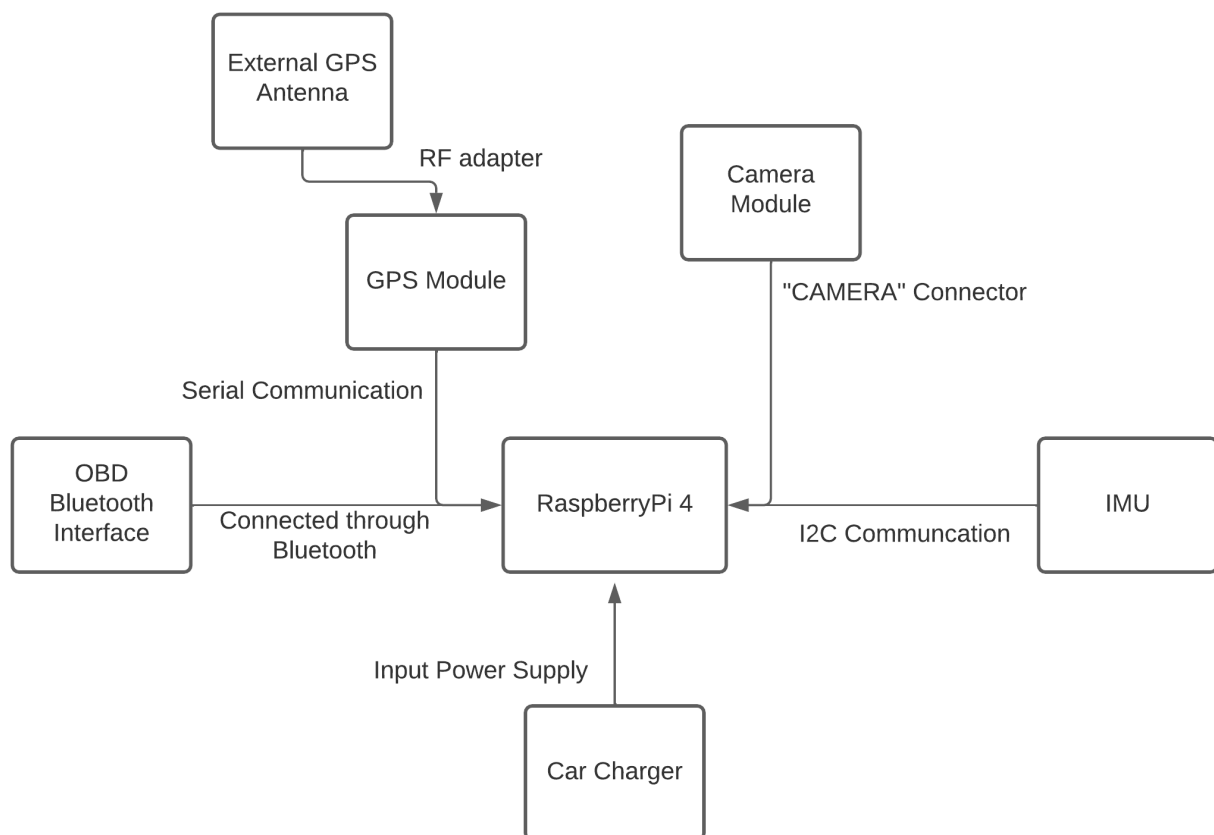 External GPS
Antenna
RF adapter
Camera
Module
GPS Module
"CAMERA" Connector
Serial Communication
OBD
Bluetooth
Interface
Connected through
Bluetooth
RaspberryPi 4
I2C Communcation
IMU
Input Power Supply
Car Charger